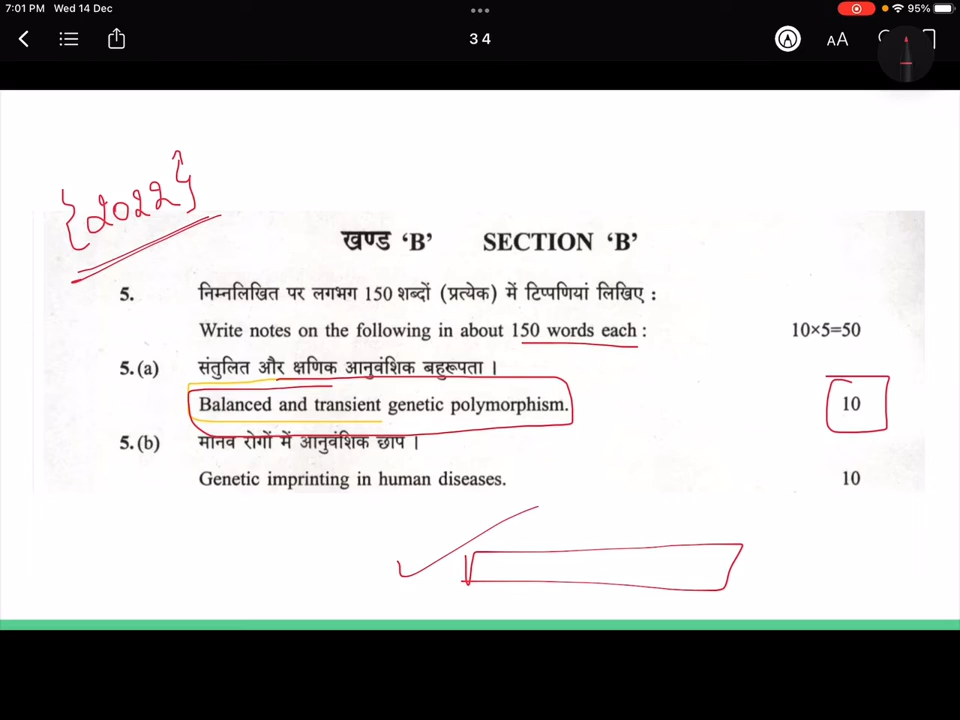 7:01 PM Wed 14 Dec
95%
34
AA
{2022}
खण्ड ‘B’ SECTION ‘B’
5. निम्नलिखित पर लगभग 150 शब्दों (प्रत्येक) में टिप्पणियां लिखिए :
Write notes on the following in about 150 words each : 10×5=50
5.(a) संतुलित और क्षणिक आनुवंशिक बहुरूपता ।
Balanced and transient genetic polymorphism. 10
5.(b) मानव रोगों में आनुवंशिक छाप ।
Genetic imprinting in human diseases. 10